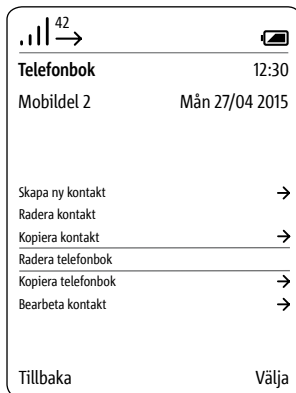 42
Telefonbok 12:30
Mobildel 2 Mån 27/04 2015
Skapa ny kontakt
Radera kontakt
Kopiera kontakt
Radera telefonbok
Kopiera telefonbok
Bearbeta kontakt
Tillbaka Välja